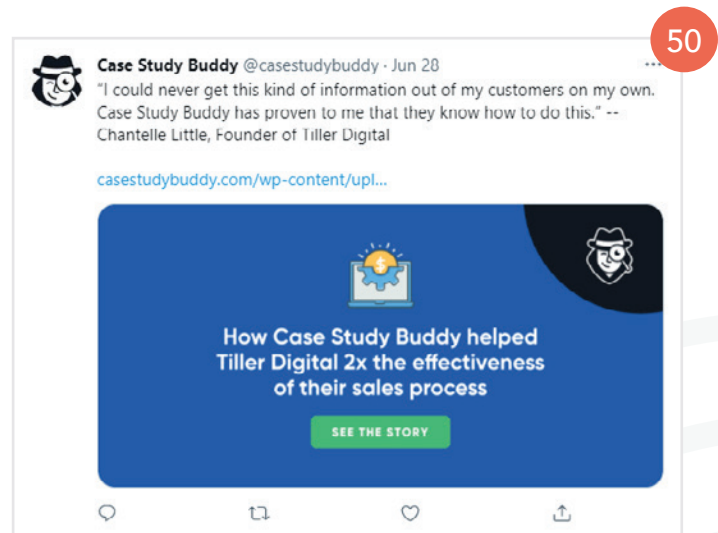 50
Case Study Buddy @casestudybuddy · Jun 28
"I could never get this kind of information out of my customers on my own.
Case Study Buddy has proven to me that they know how to do this." --
Chantelle Little, Founder of Tiller Digital
casestudybuddy.com/wp-content/upl...
$
How Case Study Buddy helped
Tiller Digital 2x the effectiveness
of their sales process
SEE THE STORY